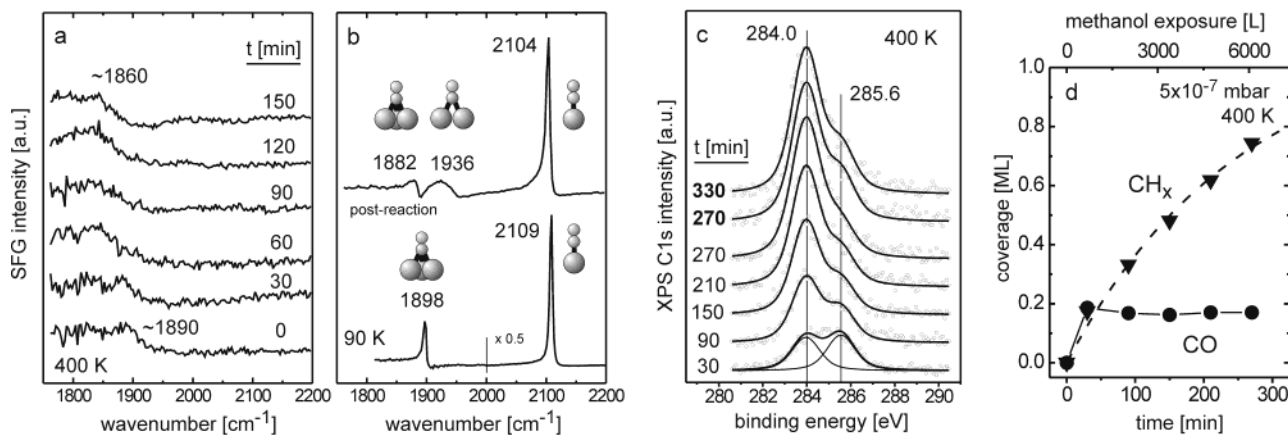 a
t [min]
~1860
150
120
90
60
30
~1890
0
400 K
1800
1900
2000
2100
2200
wavenumber [cm-1]
SFG intensity [a.u.]
b
2104
1882
1936
post-reaction
2109
1898
90 K
x 0.5
1800
1900
2000
2100
2200
wavenumber [cm-1]
c
284.0
400 K
285.6
t [min]
330
270
270
210
150
90
30
280
282
284
286
288
290
binding energy [eV]
XPS C1s intensity [a.u.]
methanol exposure [L]
0
2000
4000
6000
d
5x10-7 mbar
400 K
CHx
CO
1.0
0.8
0.6
0.4
0.2
0.0
0
100
200
300
time [min]
coverage [ML]